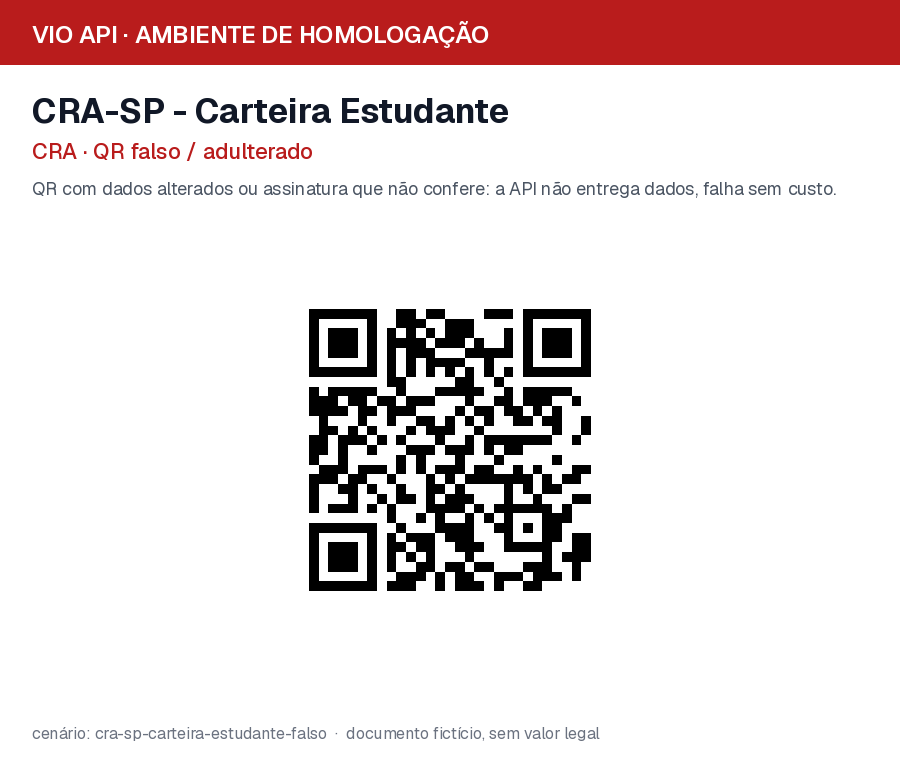 VIO API · AMBIENTE DE HOMOLOGAÇÃO
CRA-SP - Carteira Estudante
CRA · QR falso / adulterado
QR com dados alterados ou assinatura que não confere: a API não entrega dados, falha sem custo.
cenário: cra-sp-carteira-estudante-falso · documento fictício, sem valor legal